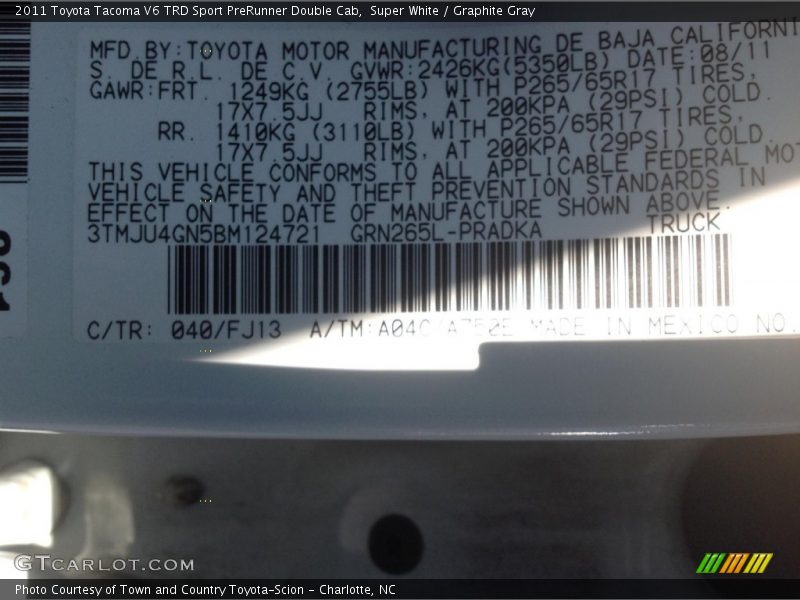 2011 Toyota Tacoma V6 TRD Sport PreRunner Double Cab, Super White / Graphite Gray
MFD.BY:TOYOTA MOTOR MANUFACTURING DE BAJA CALIFORNI
S. DE R.L. DE C.V. GVWR:2426KG(5350LB) DATE:08/11
GAWR:FRT. 1249KG (2755LB) WITH P265/65R17 TIRES,
17X7.5JJ RIMS, AT 200KPA (29PSI) COLD.
RR. 1410KG (3110LB) WITH P265/65R17 TIRES,
17X7.5JJ RIMS, AT 200KPA (29PSI) COLD.
THIS VEHICLE CONFORMS TO ALL APPLICABLE FEDERAL MOT
VEHICLE SAFETY AND THEFT PREVENTION STANDARDS IN
EFFECT ON THE DATE OF MANUFACTURE SHOWN ABOVE.
3TMJU4GN5BM124721 GRN265L-PRADKA TRUCK
C/TR: 040/FJ13 A/TM:A04C/A750E MADE IN MEXICO NO.
GTCARLOT.COM
Photo Courtesy of Town and Country Toyota-Scion - Charlotte, NC